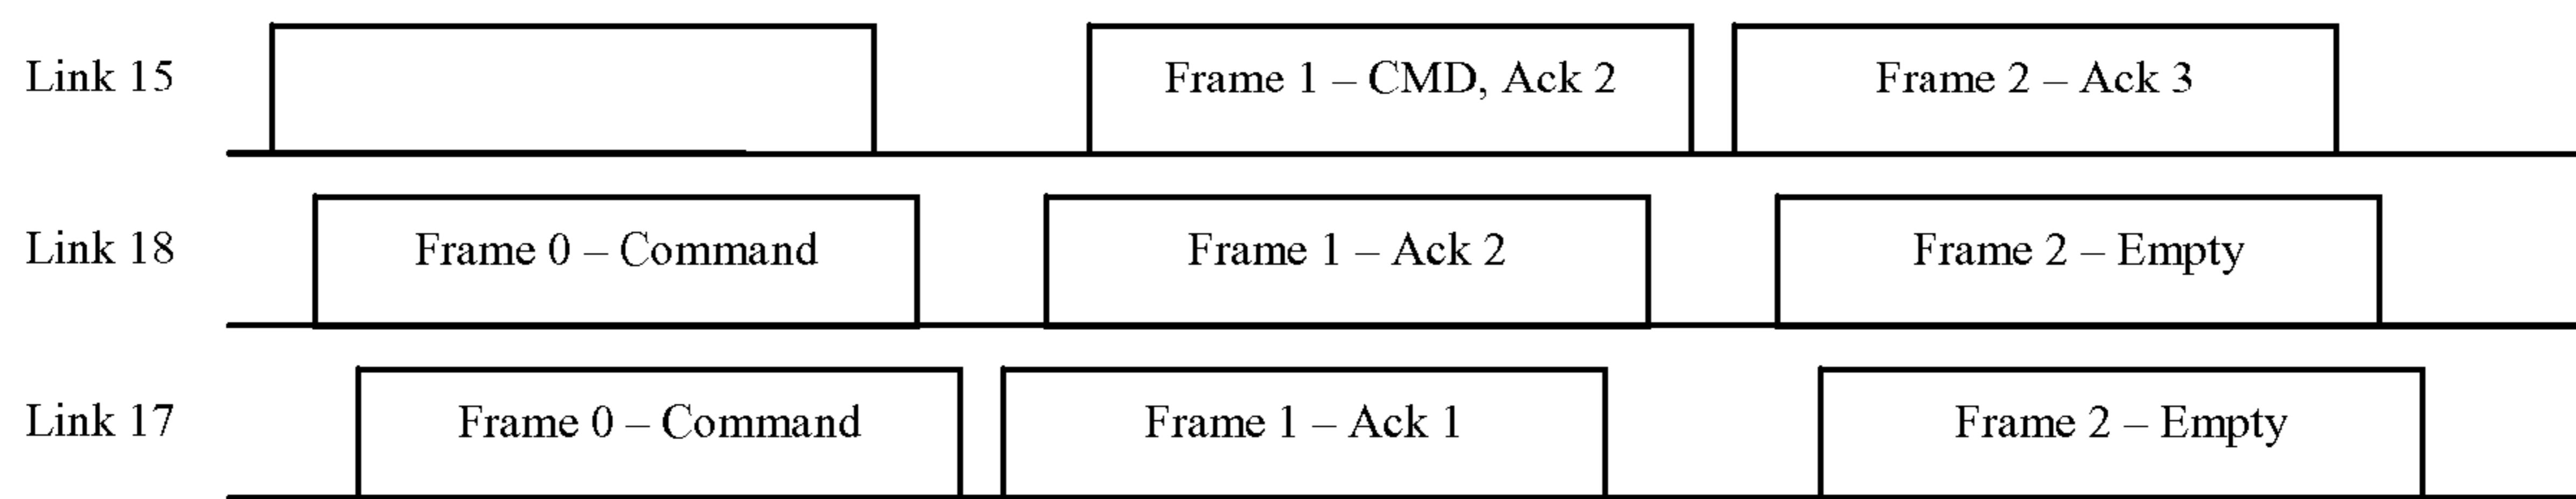 Link 15
Frame 1 – CMD, Ack 2
Frame 2 – Ack 3
Link 18
Frame 0 – Command
Frame 1 – Ack 2
Frame 2 – Empty
Link 17
Frame 0 – Command
Frame 1 – Ack 1
Frame 2 – Empty